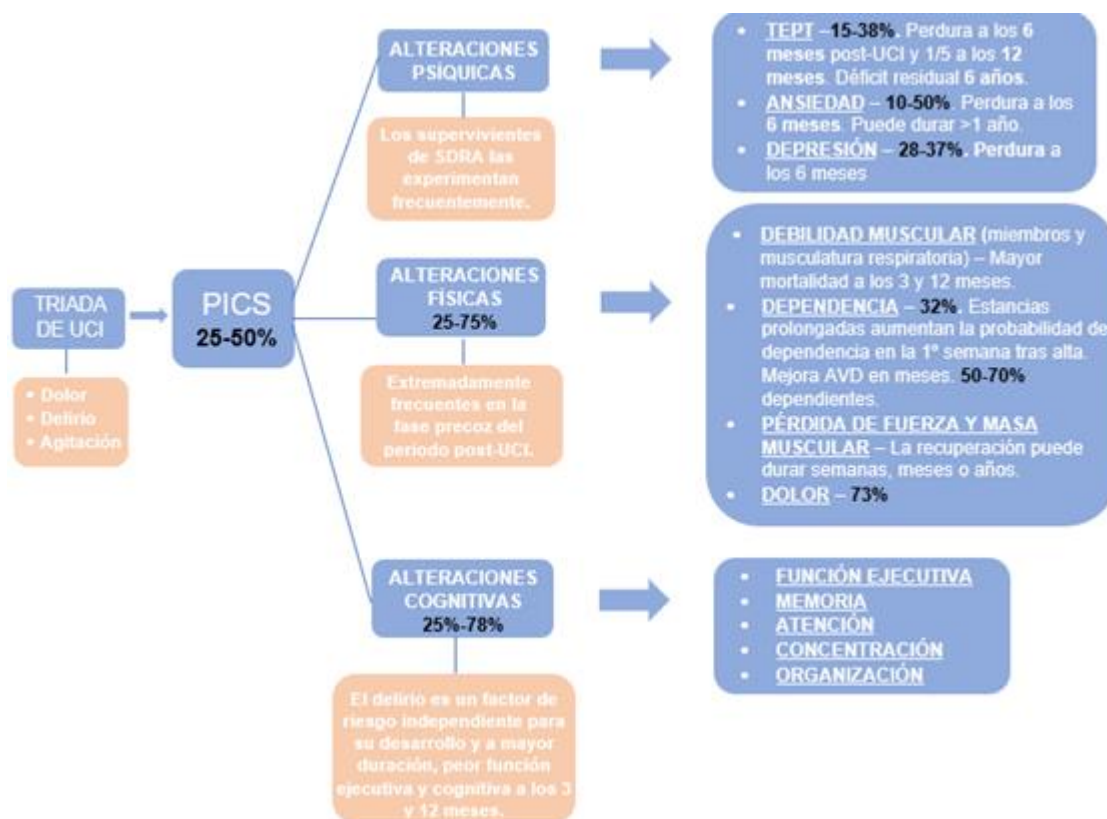 TRIADA
DE UCI
• Dolor
• Delirio
• Agitación
PICS
25-50%
ALTERACIONES
PSÍQUICAS
Los supervivientes
de SDRA las
experimentan
frecuentemente.
• TEPT –15-38%. Perdura a los 6
meses post-UCI y 1/5 a los 12
meses. Déficit residual 6 años.
• ANSIEDAD – 10-50%. Perdura a los
6 meses. Puede durar >1 año.
• DEPRESIÓN – 28-37%. Perdura a
los 6 meses
ALTERACIONES
FÍSICAS
25-75%
Extremadamente
frecuentes en la
fase precoz del
periodo post-UCI.
• DEBILIDAD MUSCULAR (miembros y
musculatura respiratoria) – Mayor
mortalidad a los 3 y 12 meses.
• DEPENDENCIA – 32%. Estancias
prolongadas aumentan la probabilidad de
dependencia en la 1º semana tras alta.
Mejora AVD en meses. 50-70%
dependientes.
• PÉRDIDA DE FUERZA Y MASA
MUSCULAR – La recuperación puede
durar semanas, meses o años.
• DOLOR – 73%
ALTERACIONES
COGNITIVAS
25%-78%
El delirio es un factor de
riesgo independiente para
su desarrollo y a mayor
duración, peor función
ejecutiva y cognitiva a los 3
y 12 meses.
• FUNCIÓN EJECUTIVA
• MEMORIA
• ATENCIÓN
• CONCENTRACIÓN
• ORGANIZACIÓN